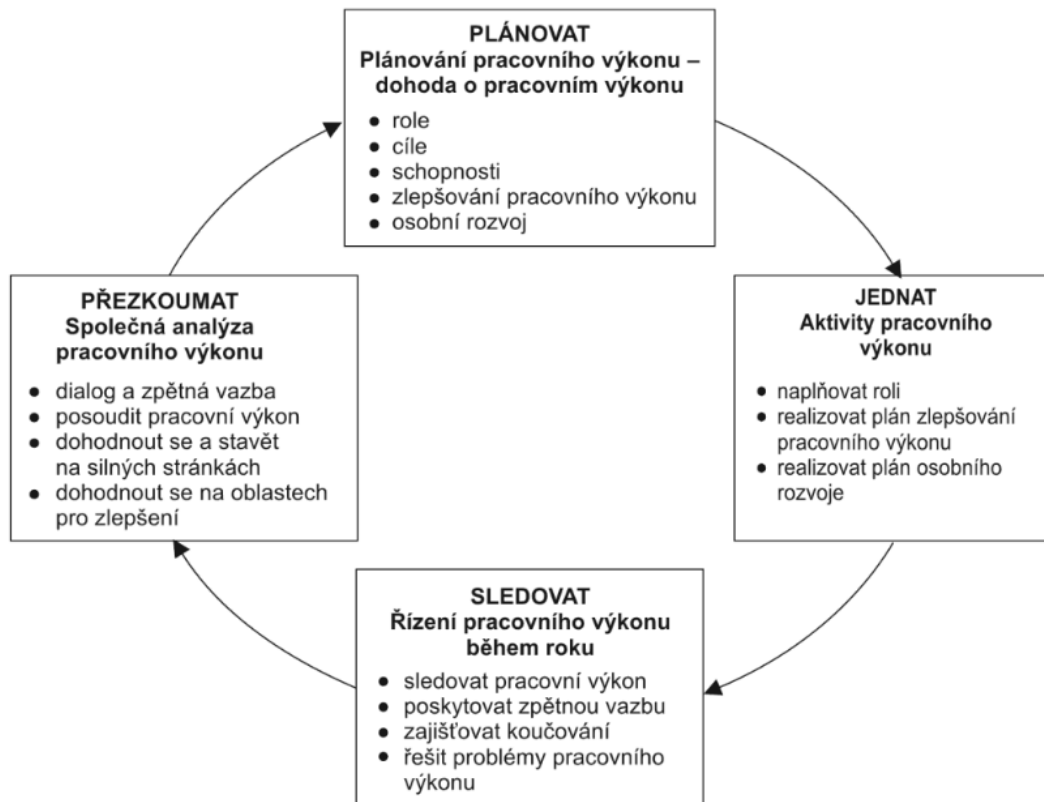 PLÁNOVAT
Plánování pracovního výkonu –
dohoda o pracovním výkonu
● role
● cíle
● schopnosti
● zlepšování pracovního výkonu
● osobní rozvoj
JEDNAT
Aktivity pracovního
výkonu
● naplňovat roli
● realizovat plán zlepšování
pracovního výkonu
● realizovat plán osobního
rozvoje
SLEDOVAT
Řízení pracovního výkonu
během roku
● sledovat pracovní výkon
● poskytovat zpětnou vazbu
● zajišťovat koučování
● řešit problémy pracovního
výkonu
PŘEZKOUMAT
Společná analýza
pracovního výkonu
● dialog a zpětná vazba
● posoudit pracovní výkon
● dohodnout se a stavět
na silných stránkách
● dohodnout se na oblastech
pro zlepšení